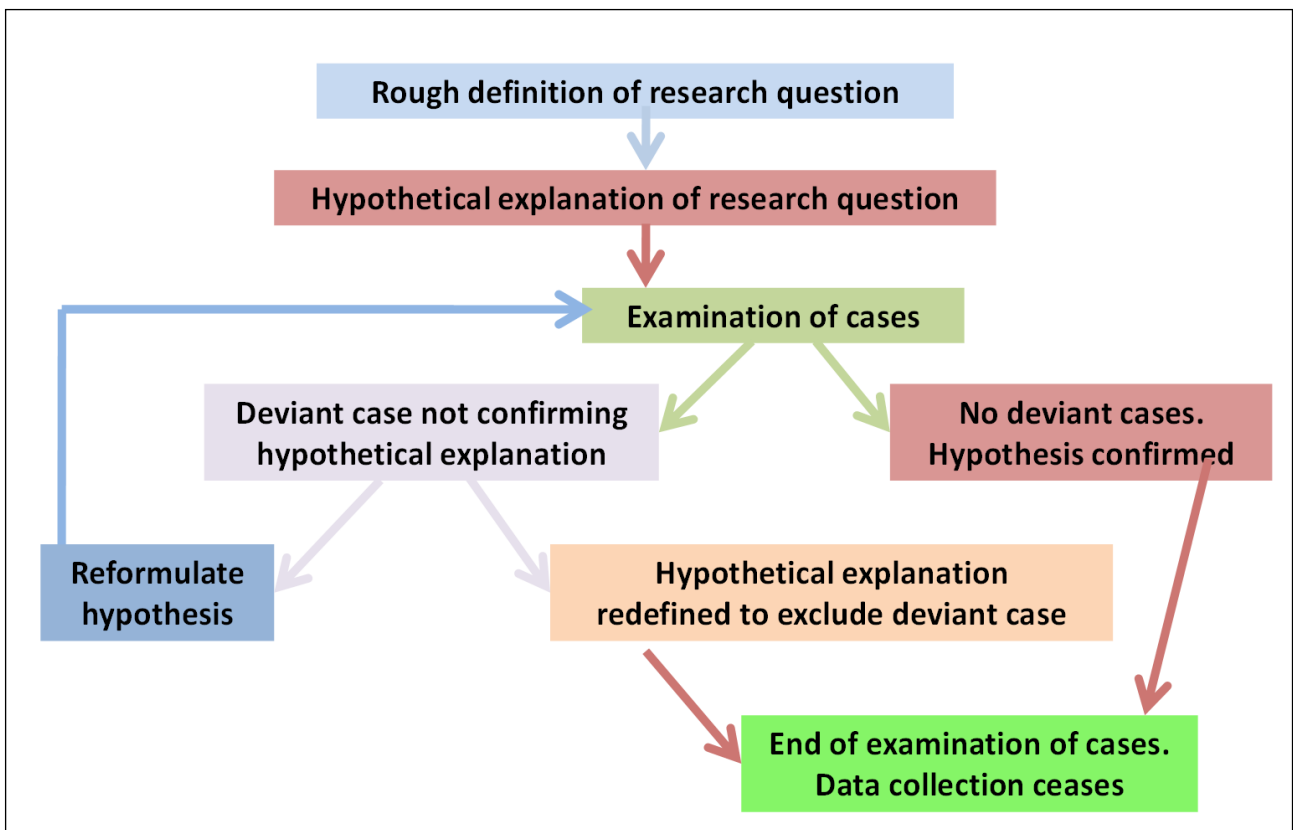 Rough definition of research question
Hypothetical explanation of research question
Examination of cases
Deviant case not confirming
hypothetical explanation
No deviant cases.
Hypothesis confirmed
Reformulate
hypothesis
Hypothetical explanation
redefined to exclude deviant case
End of examination of cases.
Data collection ceases